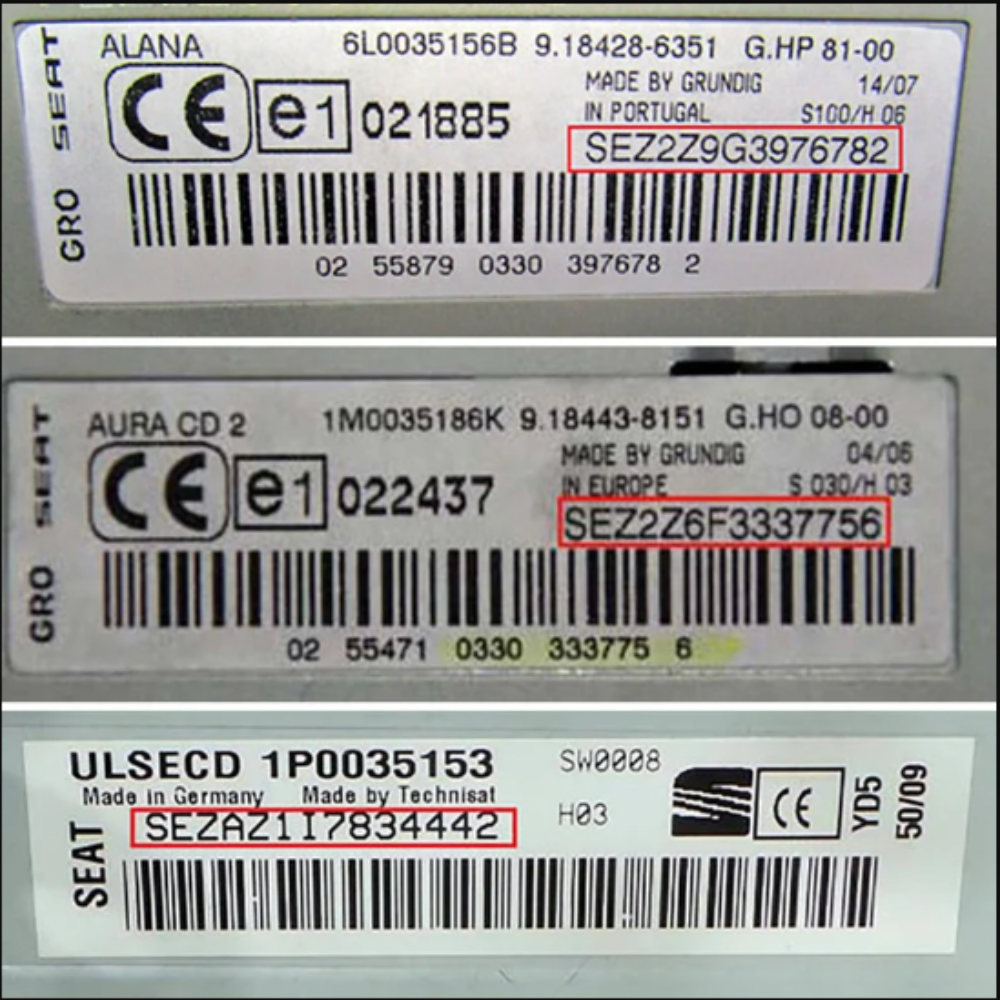 GRO SEAT
ALANA 6L0035156B 9.18428-6351 G.HP 81-00
MADE BY GRUNDIG 14/07
IN PORTUGAL S100/H 06
CE e1 021885
SEZ2Z9G3976782
02 55879 0330 397678 2
GRO SEAT
AURA CD 2 1M0035186K 9.18443-8151 G.HO 08-00
MADE BY GRUNDIG 04/06
IN EUROPE S 030/H 03
CE e1 022437
SEZ2Z6F3337756
02 55471 0330 333775 6
ULSECD 1P0035153 SW0008
Made in Germany Made by Technisat
SEZAZ1I7834442 H03
SEAT
CE
YD5
50/09